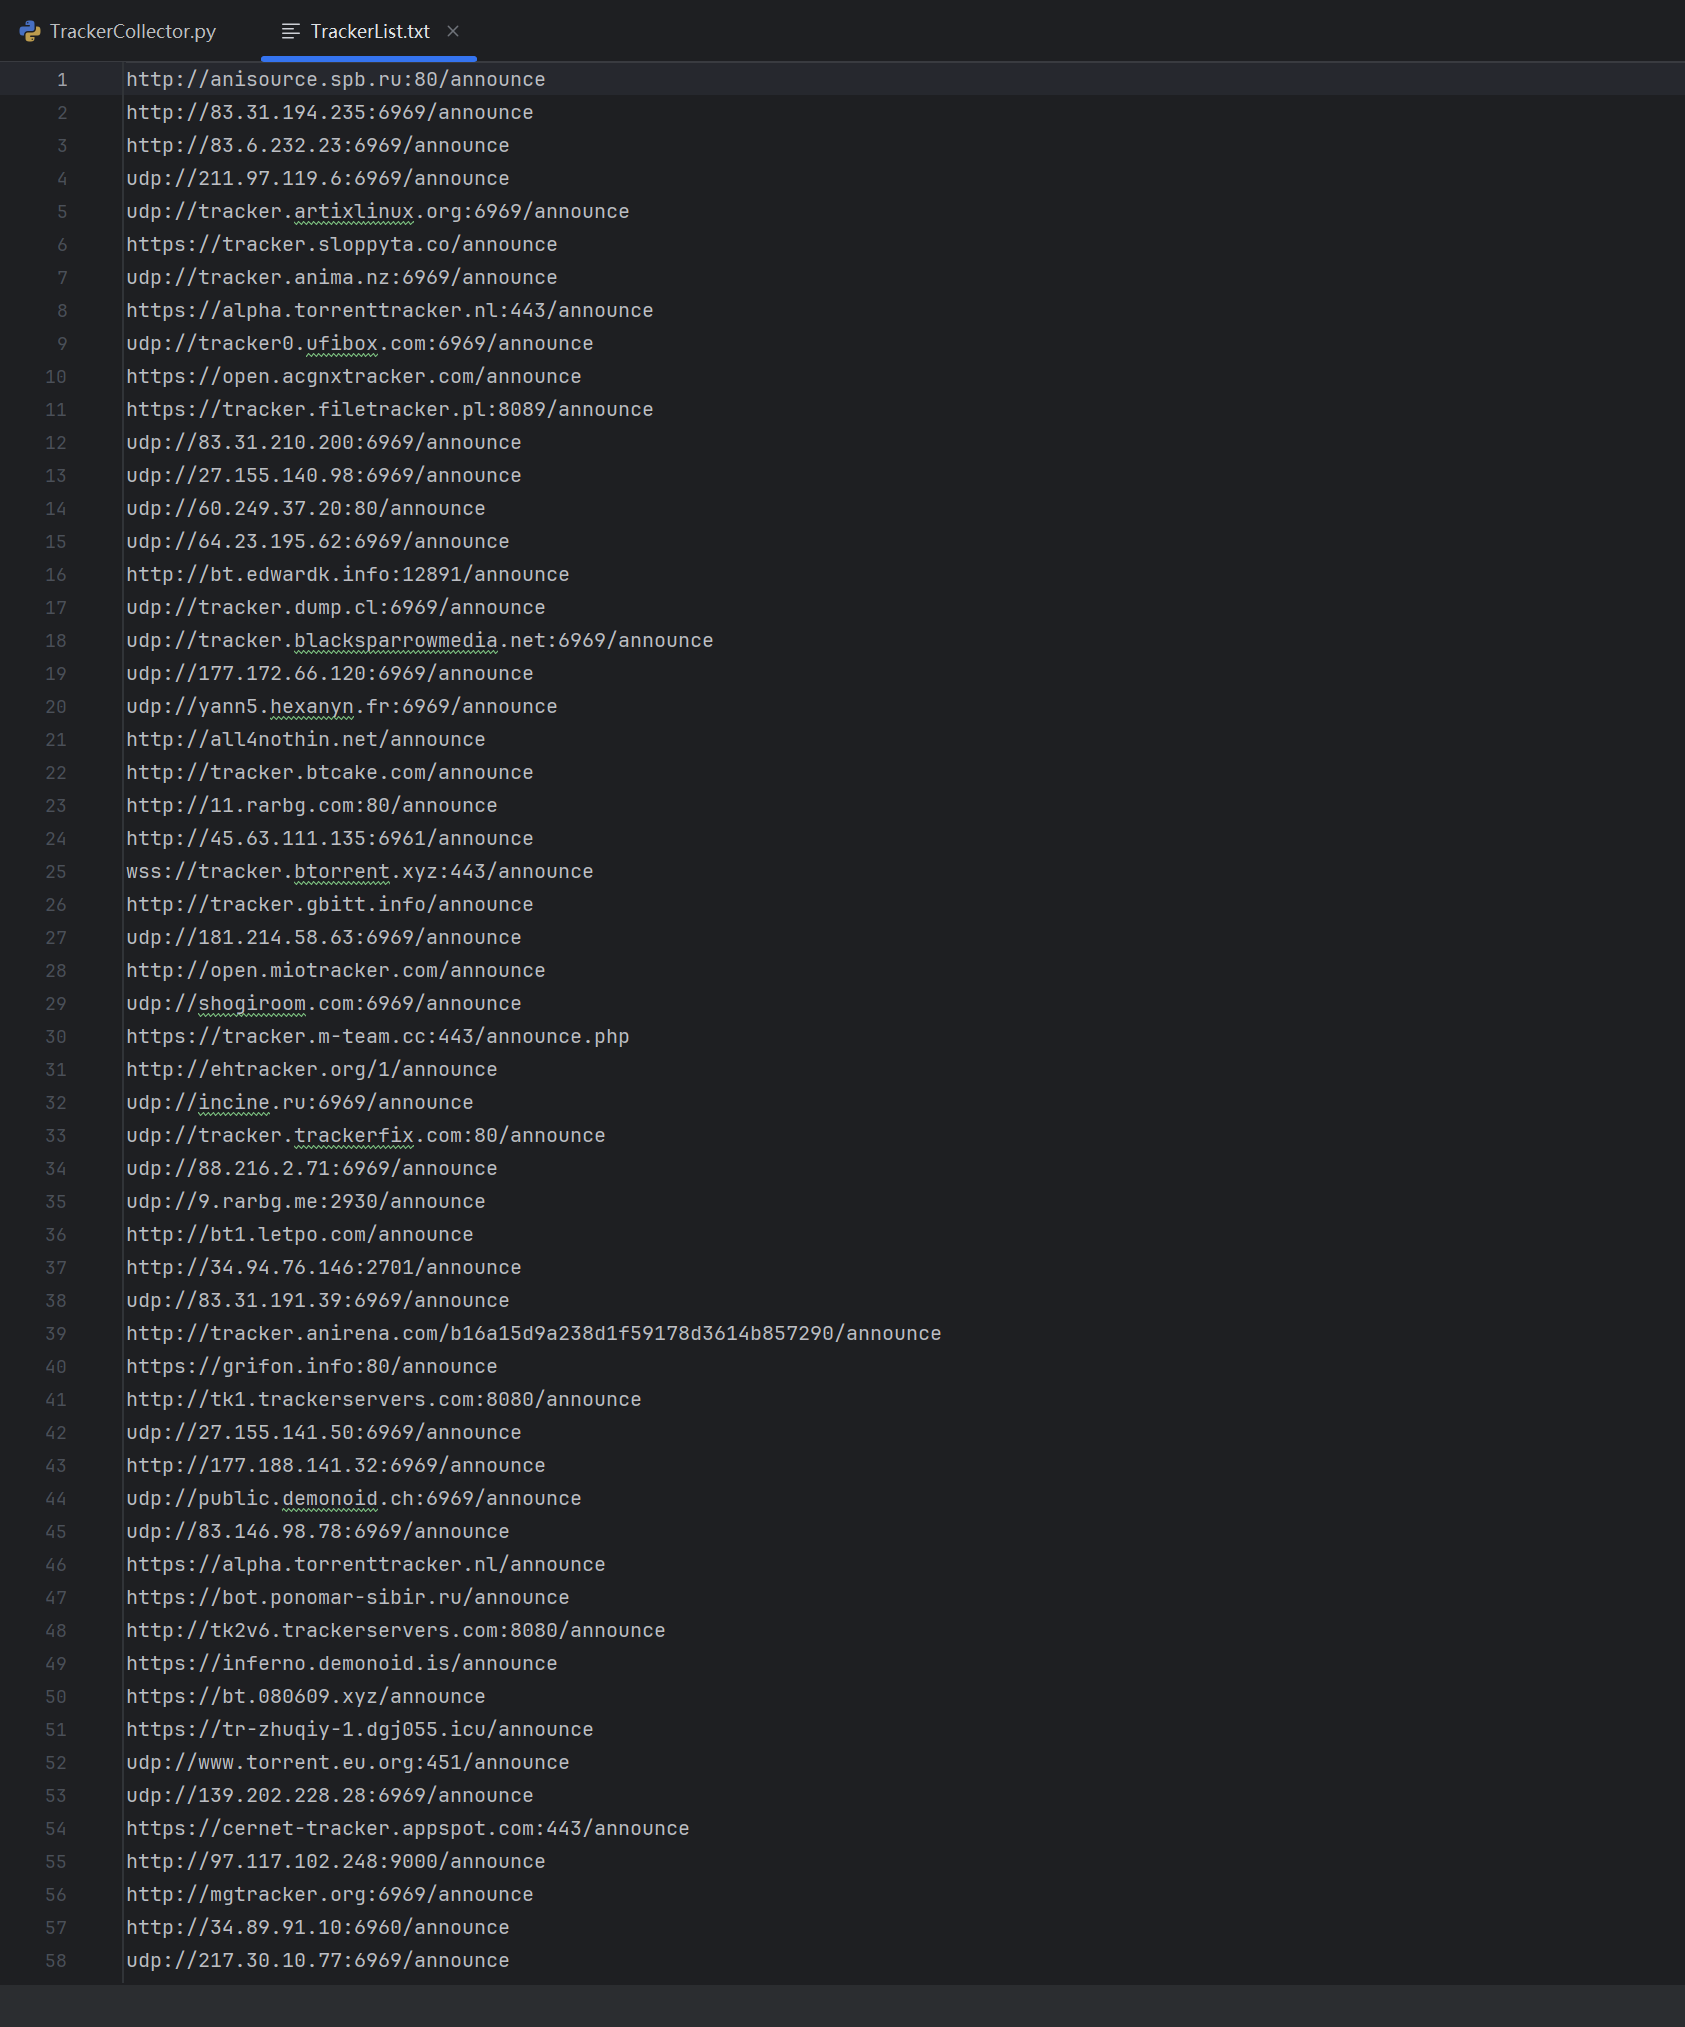 TrackerCollector.py
TrackerList.txt
1 http://anisource.spb.ru:80/announce
2 http://83.31.194.235:6969/announce
3 http://83.6.232.23:6969/announce
4 udp://211.97.119.6:6969/announce
5 udp://tracker.artixlinux.org:6969/announce
6 https://tracker.sloppyta.co/announce
7 udp://tracker.anima.nz:6969/announce
8 https://alpha.torrenttracker.nl:443/announce
9 udp://tracker0.ufibox.com:6969/announce
10 https://open.acgnxtracker.com/announce
11 https://tracker.filetracker.pl:8089/announce
12 udp://83.31.210.200:6969/announce
13 udp://27.155.140.98:6969/announce
14 udp://60.249.37.20:80/announce
15 udp://64.23.195.62:6969/announce
16 http://bt.edwardk.info:12891/announce
17 udp://tracker.dump.cl:6969/announce
18 udp://tracker.blacksparrowmedia.net:6969/announce
19 udp://177.172.66.120:6969/announce
20 udp://yann5.hexanyn.fr:6969/announce
21 http://all4nothin.net/announce
22 http://tracker.btcake.com/announce
23 http://11.rarbg.com:80/announce
24 http://45.63.111.135:6961/announce
25 wss://tracker.btorrent.xyz:443/announce
26 http://tracker.gbitt.info/announce
27 udp://181.214.58.63:6969/announce
28 http://open.miotracker.com/announce
29 udp://shogiroom.com:6969/announce
30 https://tracker.m-team.cc:443/announce.php
31 http://ehtracker.org/1/announce
32 udp://incine.ru:6969/announce
33 udp://tracker.trackerfix.com:80/announce
34 udp://88.216.2.71:6969/announce
35 udp://9.rarbg.me:2930/announce
36 http://bt1.letpo.com/announce
37 http://34.94.76.146:2701/announce
38 udp://83.31.191.39:6969/announce
39 http://tracker.anirena.com/b16a15d9a238d1f59178d3614b857290/announce
40 https://grifon.info:80/announce
41 http://tk1.trackerservers.com:8080/announce
42 udp://27.155.141.50:6969/announce
43 http://177.188.141.32:6969/announce
44 udp://public.demonoid.ch:6969/announce
45 udp://83.146.98.78:6969/announce
46 https://alpha.torrenttracker.nl/announce
47 https://bot.ponomar-sibir.ru/announce
48 http://tk2v6.trackerservers.com:8080/announce
49 https://inferno.demonoid.is/announce
50 https://bt.080609.xyz/announce
51 https://tr-zhuqiy-1.dgj055.icu/announce
52 udp://www.torrent.eu.org:451/announce
53 udp://139.202.228.28:6969/announce
54 https://cernet-tracker.appspot.com:443/announce
55 http://97.117.102.248:9000/announce
56 http://mgtracker.org:6969/announce
57 http://34.89.91.10:6960/announce
58 udp://217.30.10.77:6969/announce